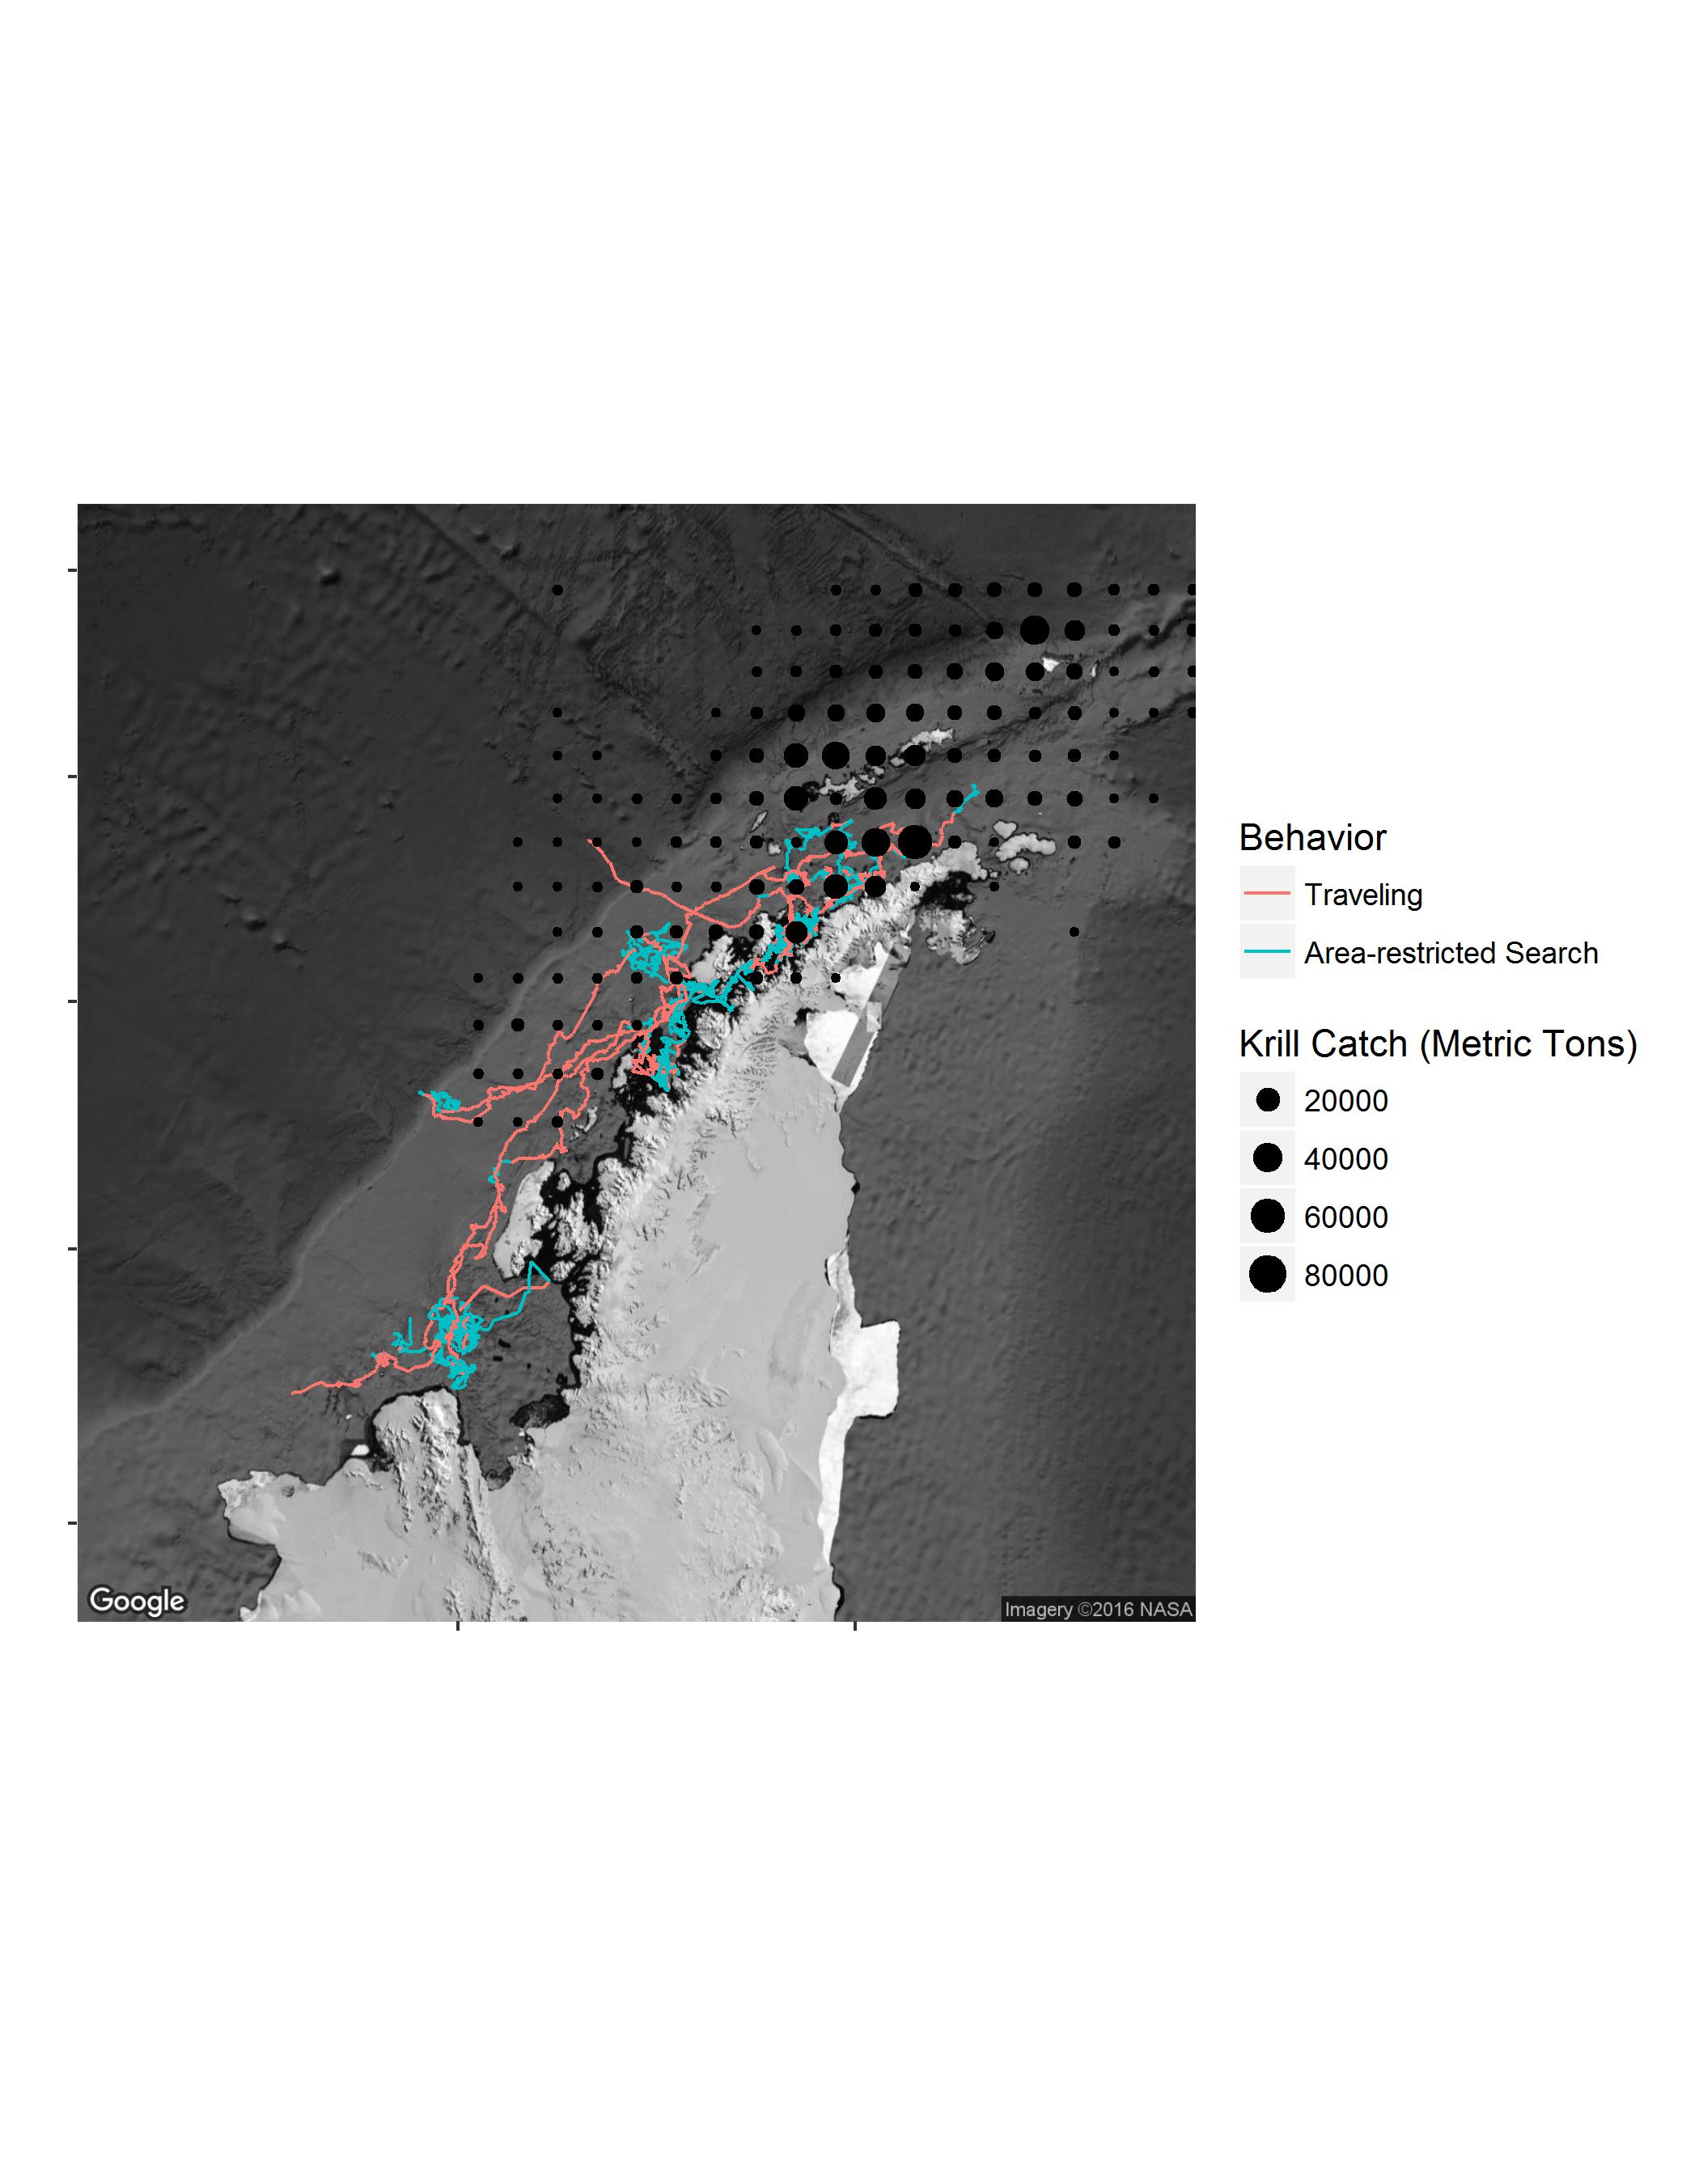 Behavior
Traveling
Area-restricted Search
Krill Catch (Metric Tons)
20000
40000
60000
80000
Google
Imagery ©2016 NASA